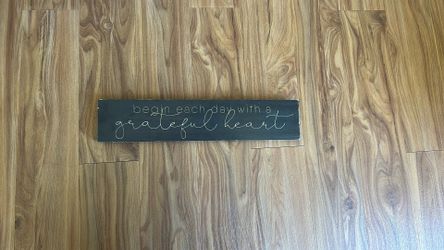 begin each day with a
grateful heart